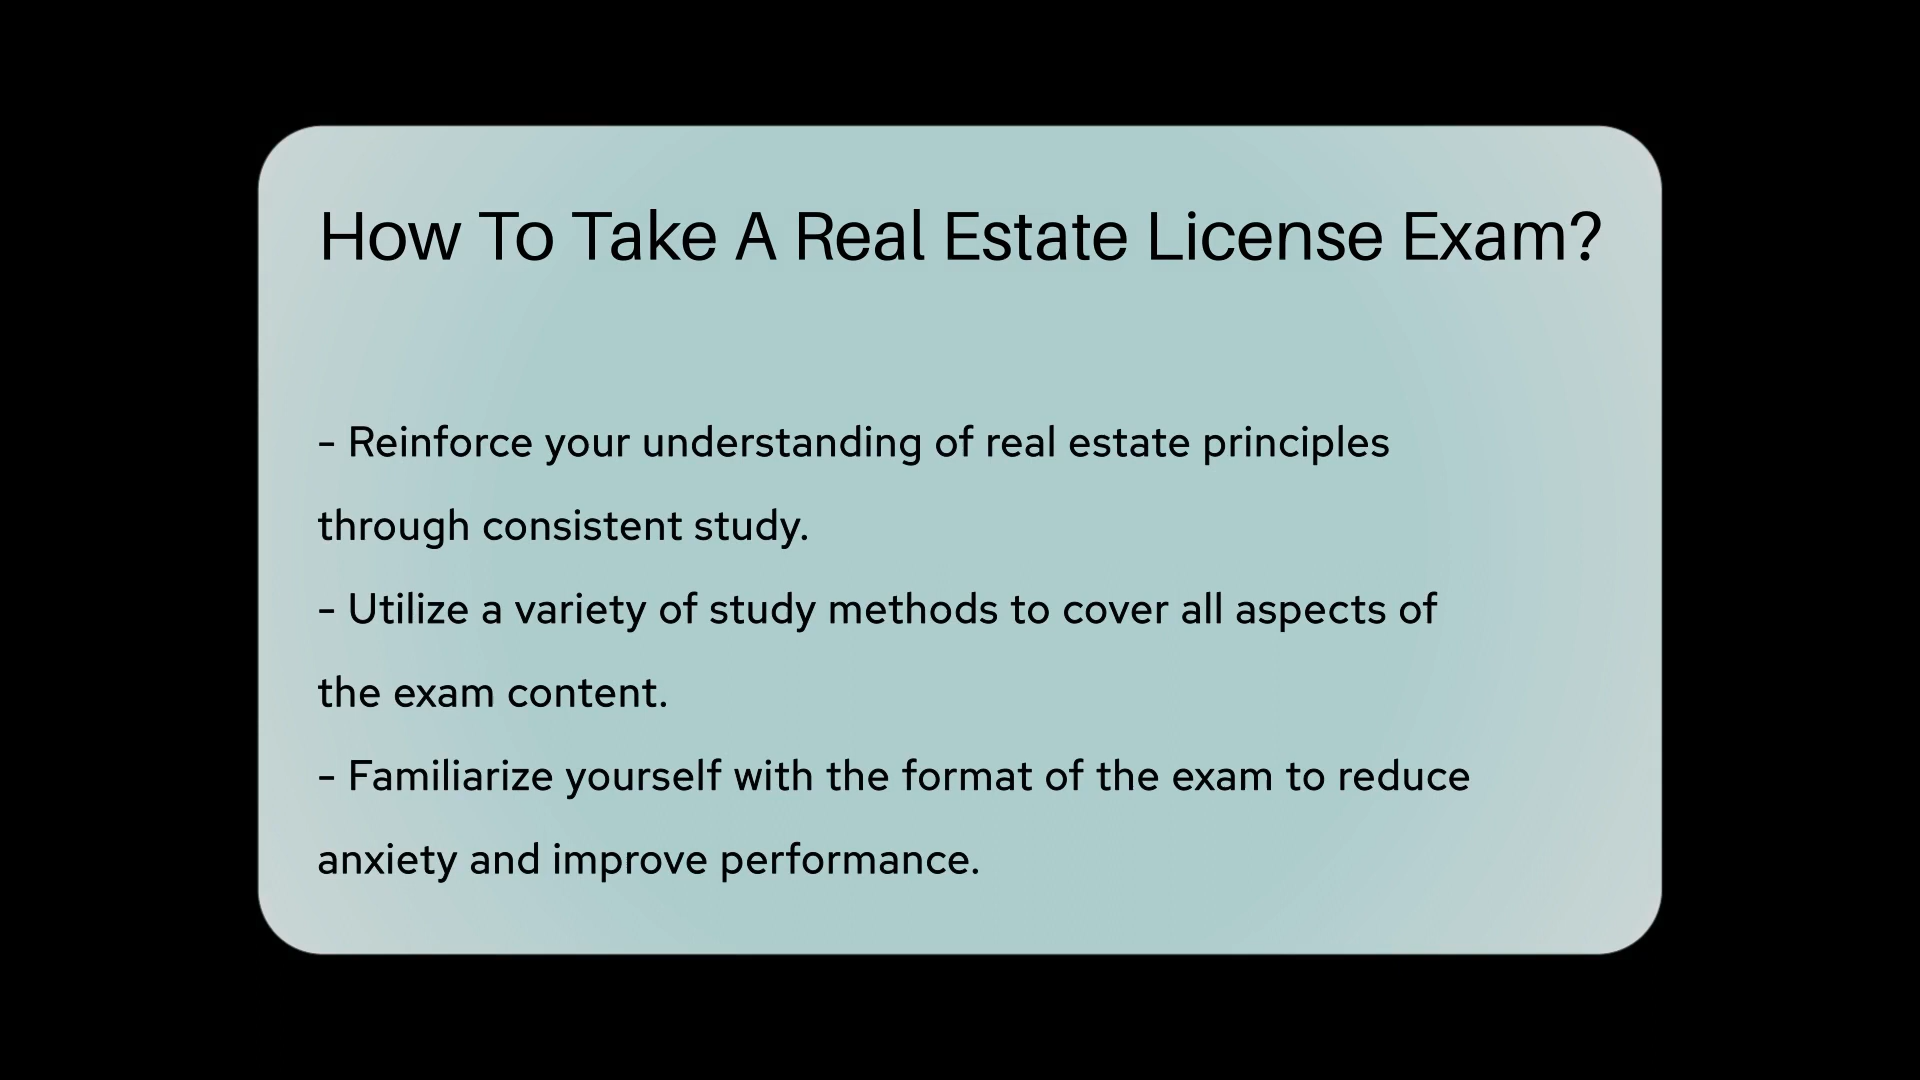 How To Take A Real Estate License Exam?
- Reinforce your understanding of real estate principles
through consistent study.
- Utilize a variety of study methods to cover all aspects of
the exam content.
- Familiarize yourself with the format of the exam to reduce
anxiety and improve performance.